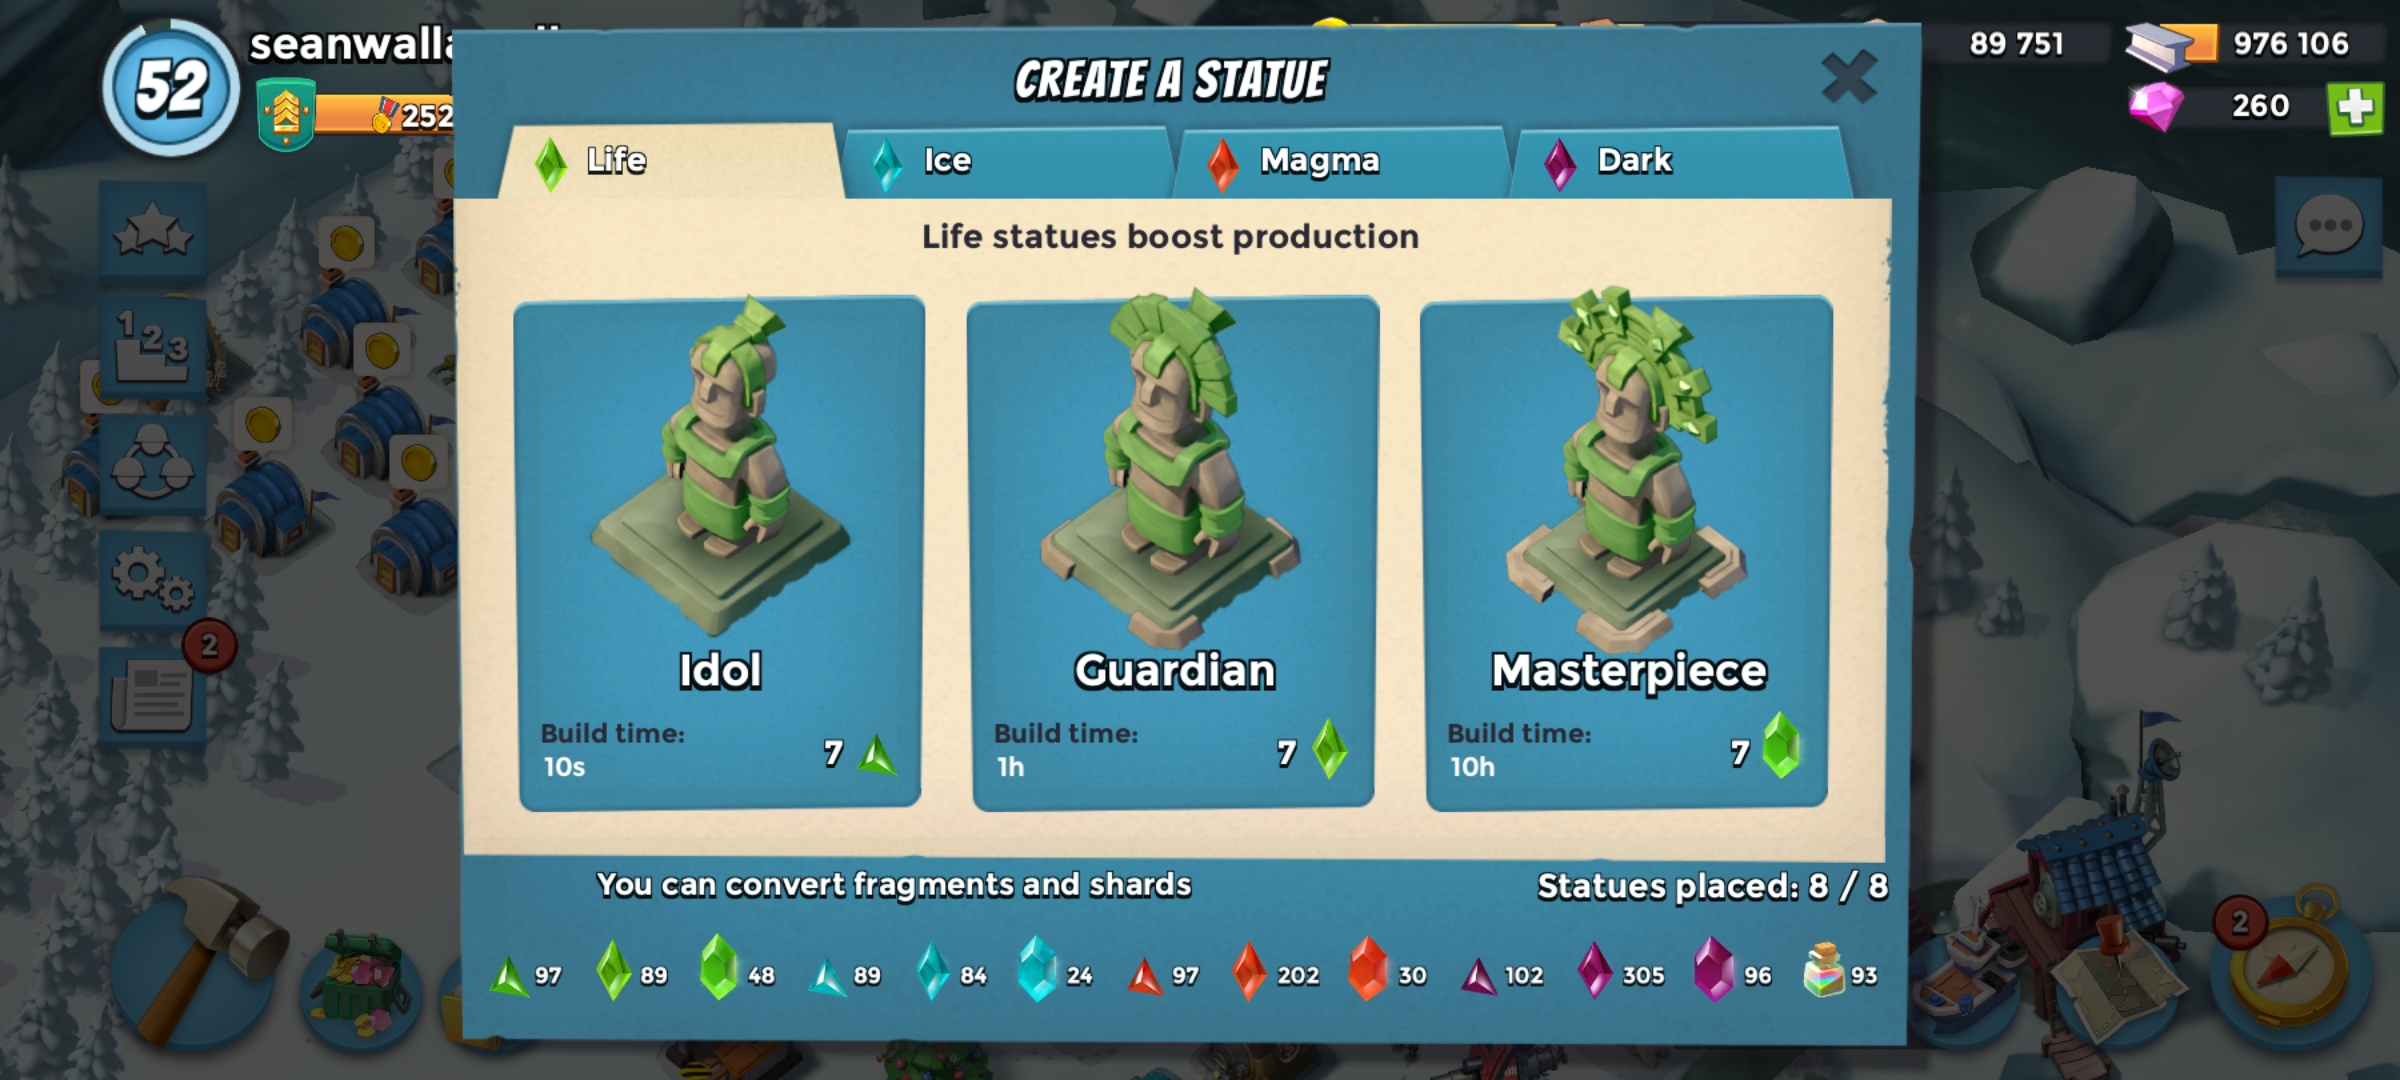 52
252
89 751
976 106
260
CREATE A STATUE
Life
Ice
Magma
Dark
Life statues boost production
1 2 3
2
Idol
Build time:
10s
7
Guardian
Build time:
1h
7
Masterpiece
Build time:
10h
7
You can convert fragments and shards
Statues placed: 8 / 8
97 89 48 89 84 24 97 202 30 102 305 96 93
2